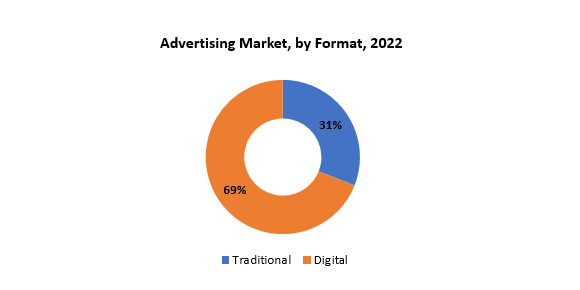 Advertising Market, by Format, 2022
31%
69%
Traditional Digital